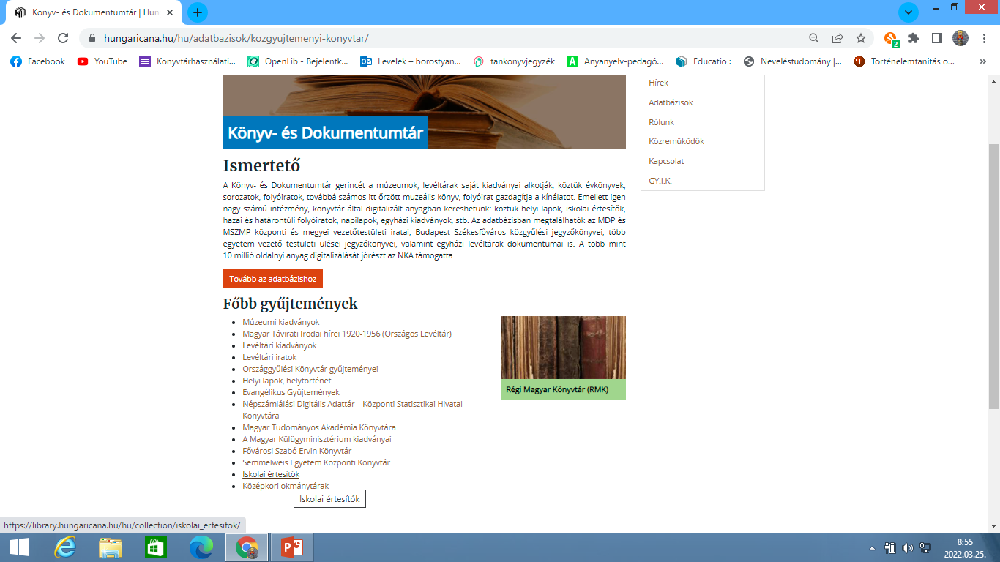 Könyv- és Dokumentumtár | Hun
hungaricana.hu/hu/adatbazisok/kozgyujtemenyi-konyvtar/
2
Facebook
YouTube
Könyvtárhasználati...
OpenLib - Bejelentk...
Levelek – borostyan...
tankönyvjegyzék
Anyanyelv-pedagó...
Educatio :
Neveléstudomány |...
Történelemtanitás o...
»
Könyv- és Dokumentumtár
Ismertető
A Könyv- és Dokumentumtár gerincét a múzeumok, levéltárak saját kiadványai alkotják, köztük évkönyvek,
sorozatok, folyóiratok, továbbá számos itt őrzött muzeális könyv, folyóirat gazdagítja a kínálatot. Emellett igen
nagy számú intézmény, könyvtár által digitalizált anyagban kereshetünk: köztük helyi lapok, iskolai értesítők,
hazai és határontúli folyóiratok, napilapok, egyházi kiadványok, stb. Az adatbázisban megtalálhatók az MDP és
MSZMP központi és megyei vezetőtestületi iratai, Budapest Székesfőváros közgyűlési jegyzőkönyvei, több
egyetem vezető testületi ülései jegyzőkönyvei, valamint egyházi levéltárak dokumentumai is. A több mint
10 millió oldalnyi anyag digitalizálását jórészt az NKA támogatta.
Tovább az adatbázishoz
Főbb gyűjtemények
Múzeumi kiadványok
Magyar Távirati Irodai hírei 1920-1956 (Országos Levéltár)
Levéltári kiadványok
Levéltári iratok
Országgyűlési Könyvtár gyűjteményei
Helyi lapok, helytörténet
Evangélikus Gyűjtemények
Népszámlálási Digitális Adattár – Központi Statisztikai Hivatal
Könyvtára
Magyar Tudományos Akadémia Könyvtára
A Magyar Külügyminisztérium kiadványai
Fővárosi Szabó Ervin Könyvtár
Semmelweis Egyetem Központi Könyvtár
Iskolai értesítők
Középkori okmánytárak
Iskolai értesítők
Régi Magyar Könyvtár (RMK)
Hírek
Adatbázisok
Rólunk
Közreműködők
Kapcsolat
GY.I.K.
https://library.hungaricana.hu/hu/collection/iskolai_ertesitok/
8:55
2022.03.25.